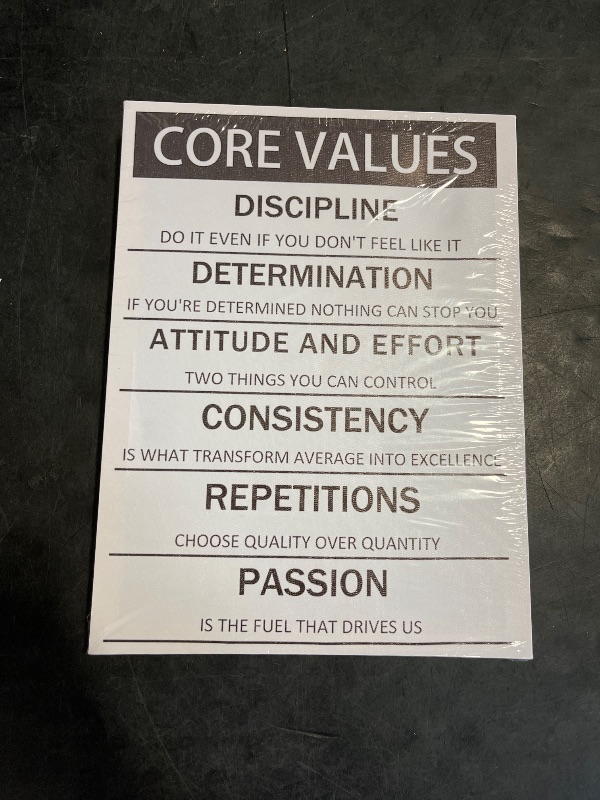 CORE VALUES
DISCIPLINE
DO IT EVEN IF YOU DON'T FEEL LIKE IT
DETERMINATION
IF YOU'RE DETERMINED NOTHING CAN STOP YOU
ATTITUDE AND EFFORT
TWO THINGS YOU CAN CONTROL
CONSISTENCY
IS WHAT TRANSFORM AVERAGE INTO EXCELLENCE
REPETITIONS
CHOOSE QUALITY OVER QUANTITY
PASSION
IS THE FUEL THAT DRIVES US